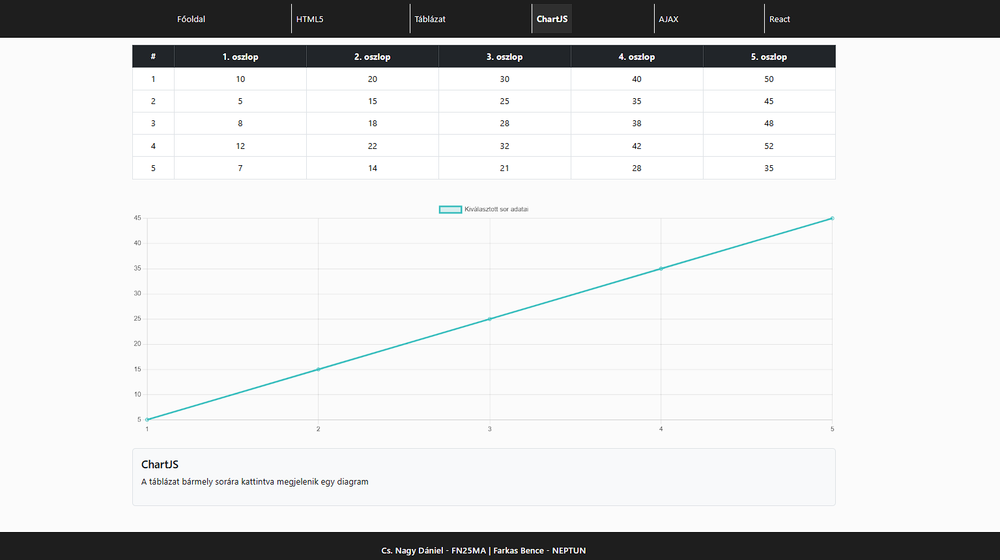 Főoldal HTML5 Táblázat ChartJS AJAX React
# 1. oszlop 2. oszlop 3. oszlop 4. oszlop 5. oszlop
1 10 20 30 40 50
2 5 15 25 35 45
3 8 18 28 38 48
4 12 22 32 42 52
5 7 14 21 28 35
Kiválasztott sor adatai
45
40
35
30
25
20
15
10
5
1 2 3 4 5
ChartJS
A táblázat bármely sorára kattintva megjelenik egy diagram
Cs. Nagy Dániel - FN25MA | Farkas Bence - NEPTUN